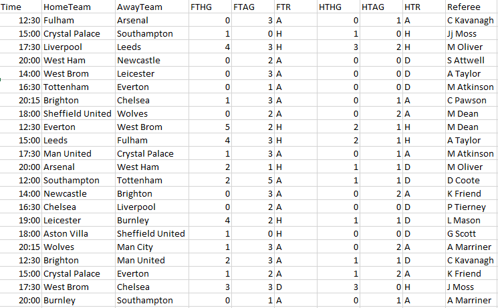 Time HomeTeam AwayTeam FTHG FTAG FTR HTHG HTAG HTR Referee
12:30 Fulham Arsenal 0 3 A 0 1 A C Kavanagh
15:00 Crystal Palace Southampton 1 0 H 1 0 H Jj Moss
17:30 Liverpool Leeds 4 3 H 3 2 H M Oliver
20:00 West Ham Newcastle 0 2 A 0 0 D S Attwell
14:00 West Brom Leicester 0 3 A 0 0 D A Taylor
16:30 Tottenham Everton 0 1 A 0 0 D M Atkinson
20:15 Brighton Chelsea 1 3 A 0 1 A C Pawson
18:00 Sheffield United Wolves 0 2 A 0 2 A M Dean
12:30 Everton West Brom 5 2 H 2 1 H M Dean
15:00 Leeds Fulham 4 3 H 2 1 H A Taylor
17:30 Man United Crystal Palace 1 3 A 0 1 A M Atkinson
20:00 Arsenal West Ham 2 1 H 1 1 D M Oliver
12:00 Southampton Tottenham 2 5 A 1 1 D D Coote
14:00 Newcastle Brighton 0 3 A 0 2 A K Friend
16:30 Chelsea Liverpool 0 2 A 0 0 D P Tierney
19:00 Leicester Burnley 4 2 H 1 1 D L Mason
18:00 Aston Villa Sheffield United 1 0 H 0 0 D G Scott
20:15 Wolves Man City 1 3 A 0 2 A A Marriner
12:30 Brighton Man United 2 3 A 1 1 D C Kavanagh
15:00 Crystal Palace Everton 1 2 A 1 2 A K Friend
17:30 West Brom Chelsea 3 3 D 3 0 H J Moss
20:00 Burnley Southampton 0 1 A 0 1 A A Marriner